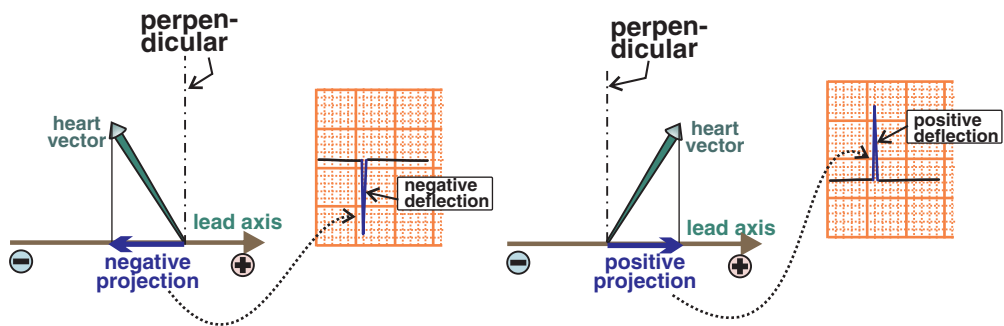 perpen-
dicular
heart
vector
negative
deflection
lead axis
−
+
negative
projection
perpen-
dicular
heart
vector
positive
deflection
lead axis
−
+
positive
projection